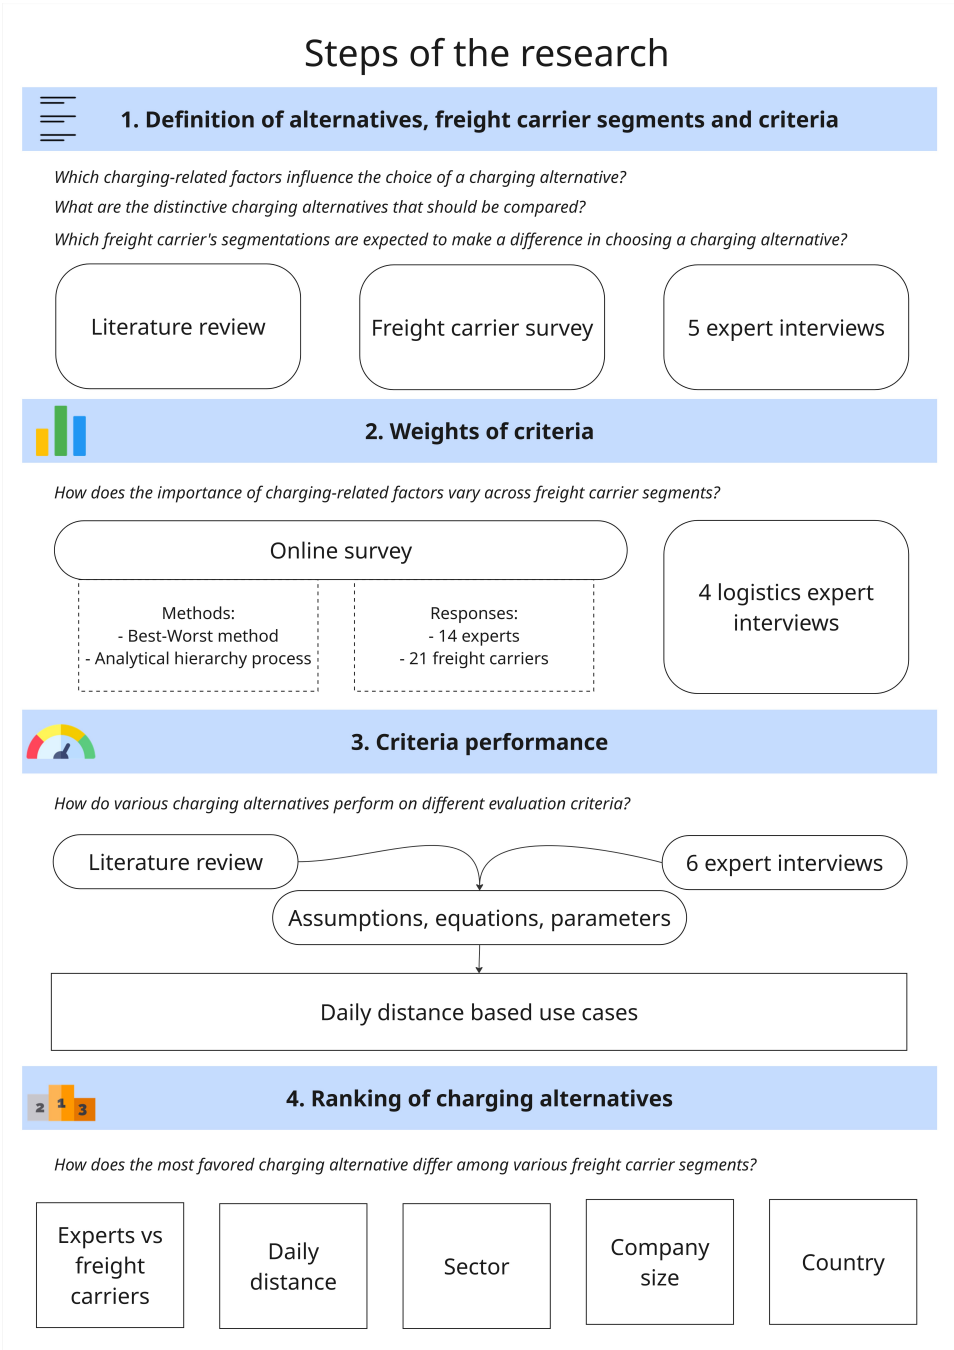 Steps of the research
1. Definition of alternatives, freight carrier segments and criteria
Which charging-related factors influence the choice of a charging alternative?
What are the distinctive charging alternatives that should be compared?
Which freight carrier's segmentations are expected to make a difference in choosing a charging alternative?
Literature review
Freight carrier survey
5 expert interviews
2. Weights of criteria
How does the importance of charging-related factors vary across freight carrier segments?
Online survey
Methods:
- Best-Worst method
- Analytical hierarchy process
Responses:
- 14 experts
- 21 freight carriers
4 logistics expert
interviews
3. Criteria performance
How do various charging alternatives perform on different evaluation criteria?
Literature review
6 expert interviews
Assumptions, equations, parameters
Daily distance based use cases
2 1 3
4. Ranking of charging alternatives
How does the most favored charging alternative differ among various freight carrier segments?
Experts vs
freight
carriers
Daily
distance
Sector
Company
size
Country